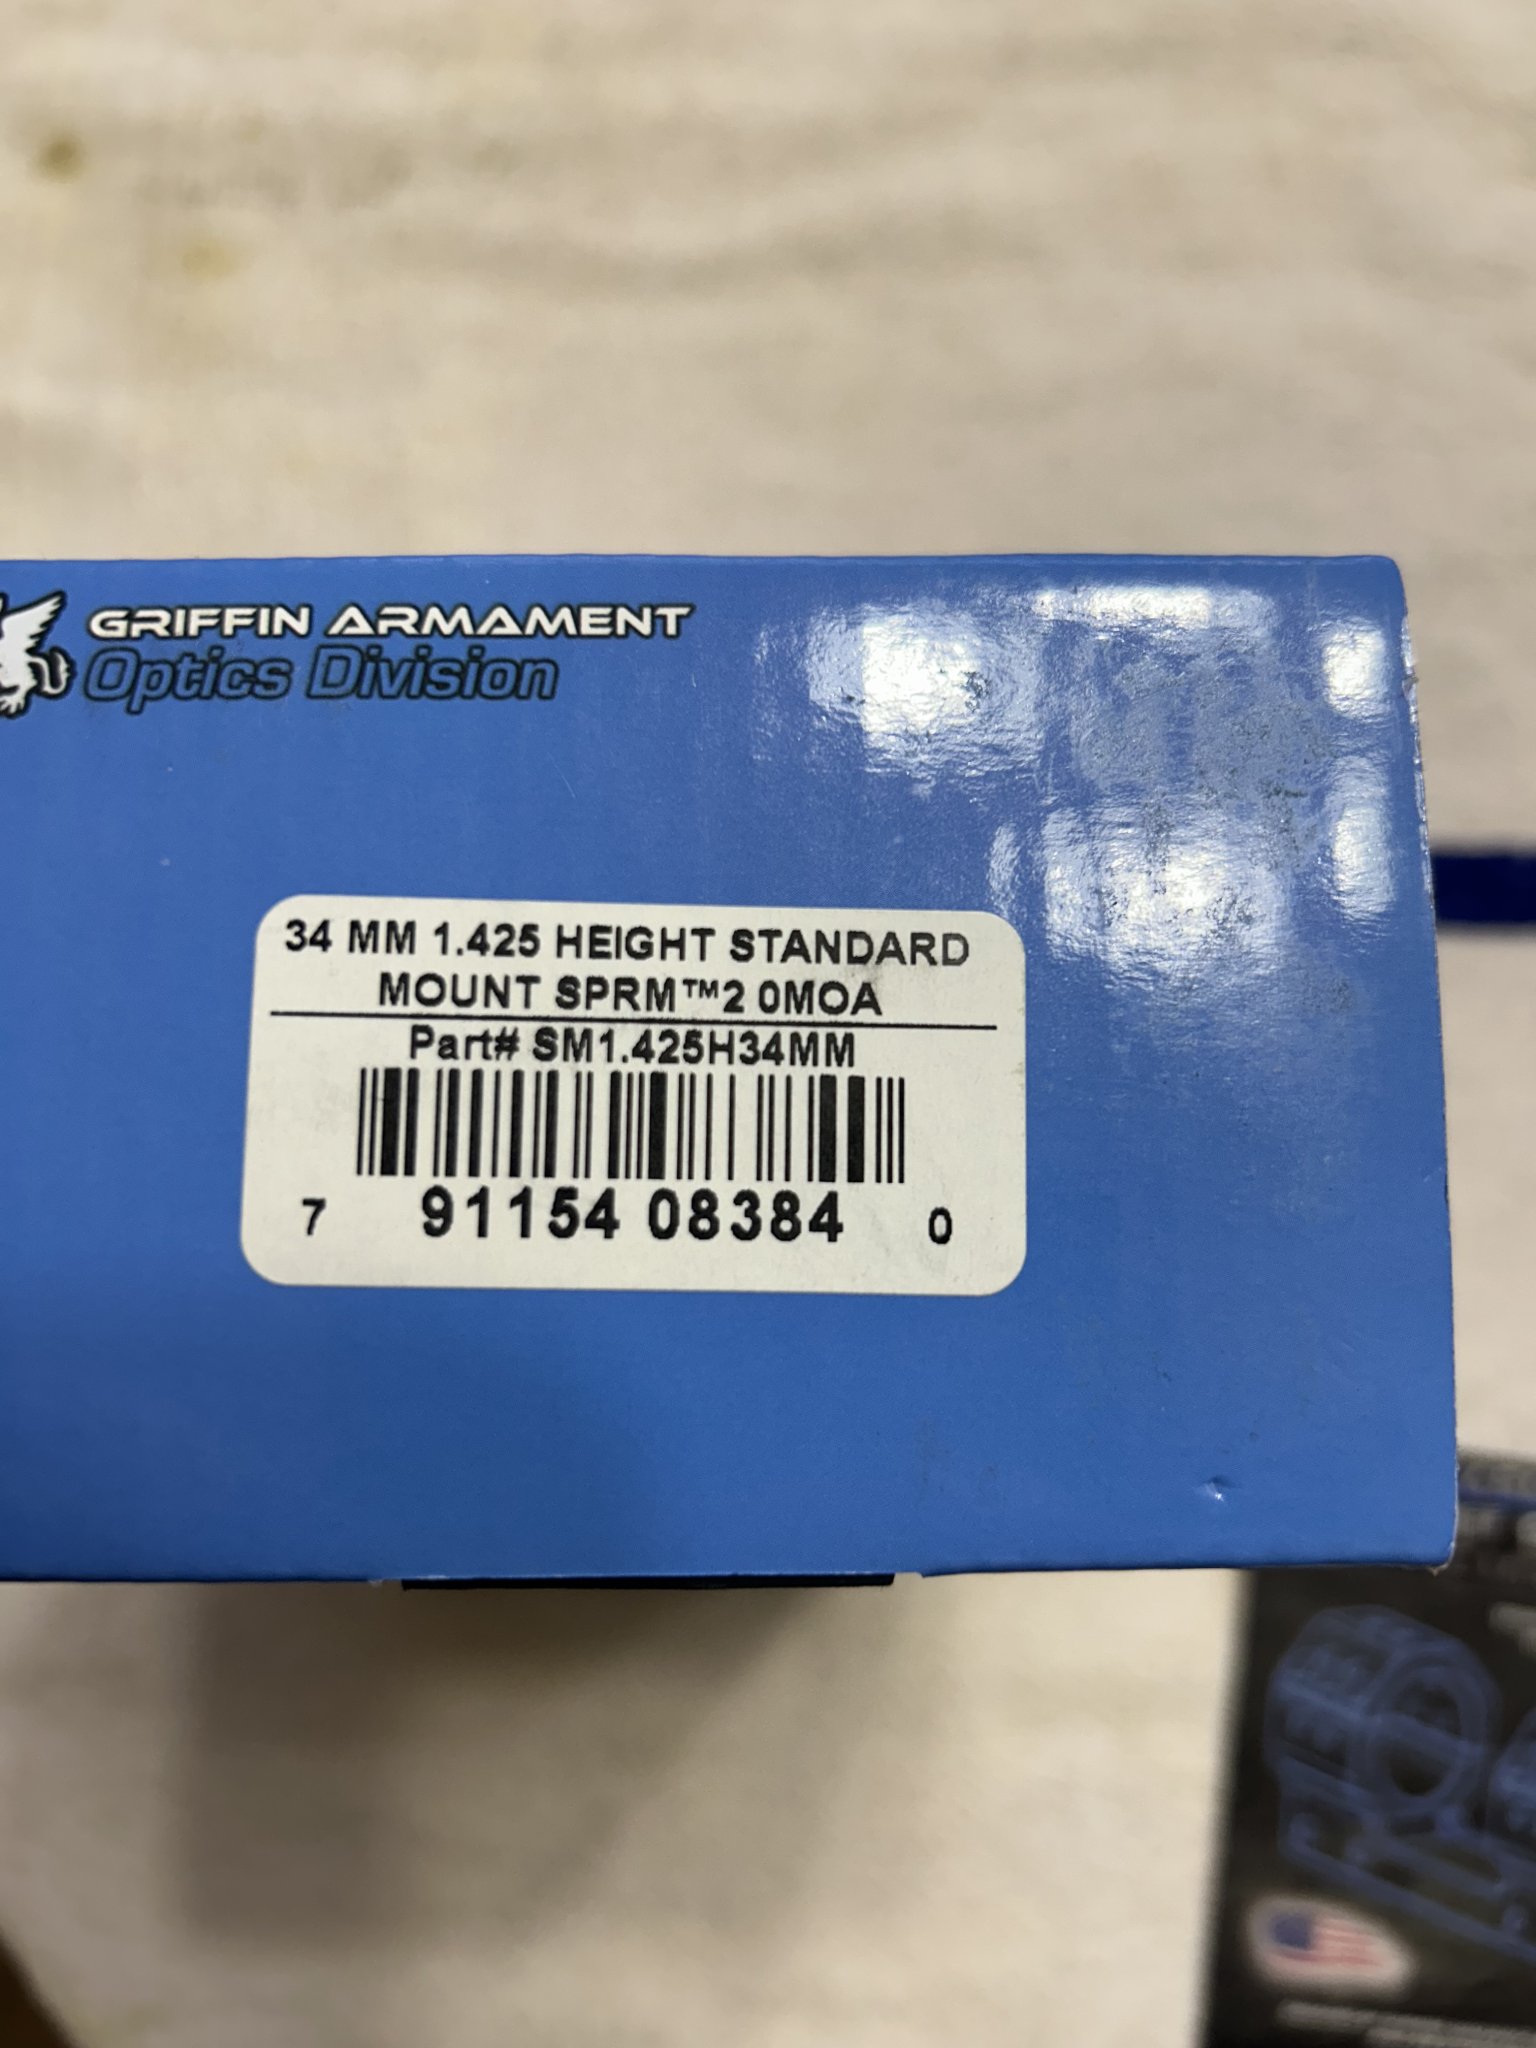 GRIFFIN ARMAMENT
Optics Division
34 MM 1.425 HEIGHT STANDARD
MOUNT SPRM™2 0MOA
Part# SM1.425H34MM
7 91154 08384 0